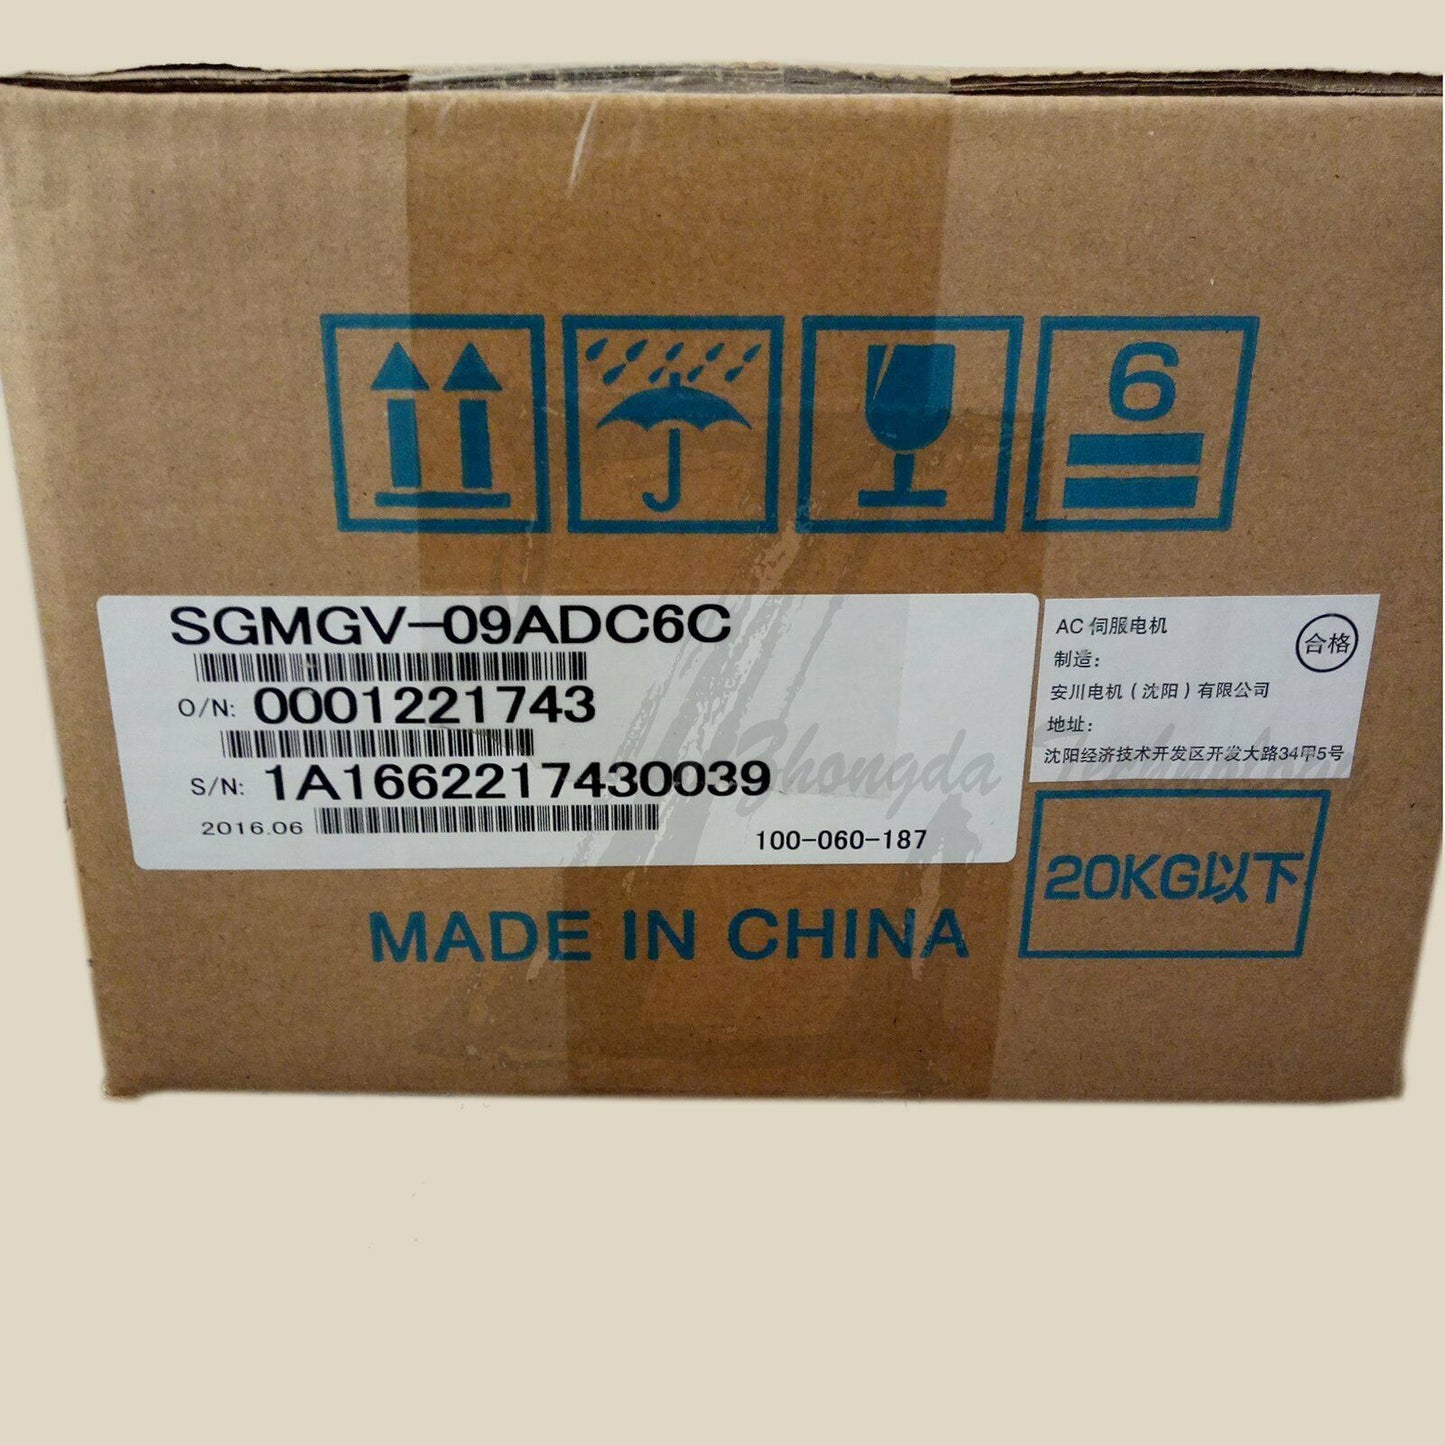 6
SGMGV-09ADC6C
O/N: 0001221743
S/N: 1A1662217430039
2016.06
100-060-187
AC 伺服电机
合格
制造:
安川电机(沈阳)有限公司
地址:
沈阳经济技术开发区开发大路34甲5号
Zhongda Technology
20KG以下
MADE IN CHINA